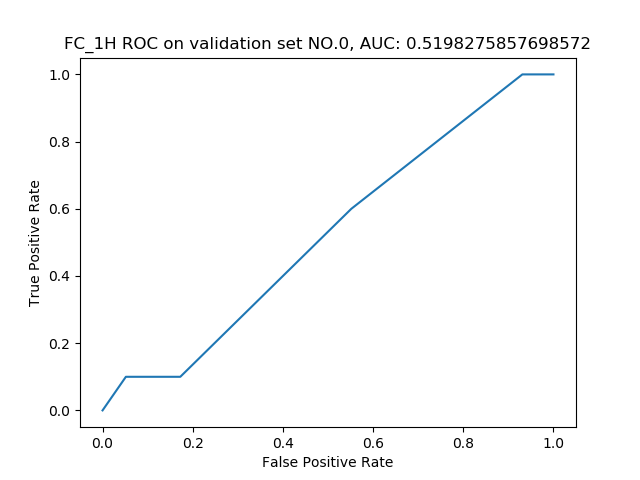 FC_1H ROC on validation set NO.0, AUC: 0.5198275857698572
1.0
0.8
0.6
0.4
0.2
0.0
True Positive Rate
0.0 0.2 0.4 0.6 0.8 1.0
False Positive Rate